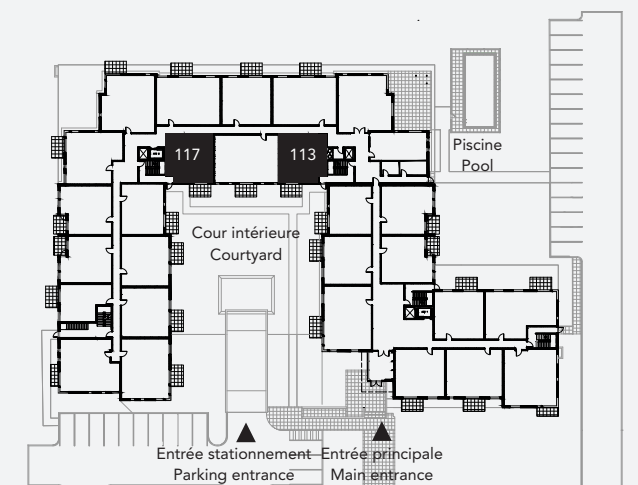 Piscine
Pool
117
113
Cour intérieure
Courtyard
Entrée stationnement
Parking entrance
Entrée principale
Main entrance